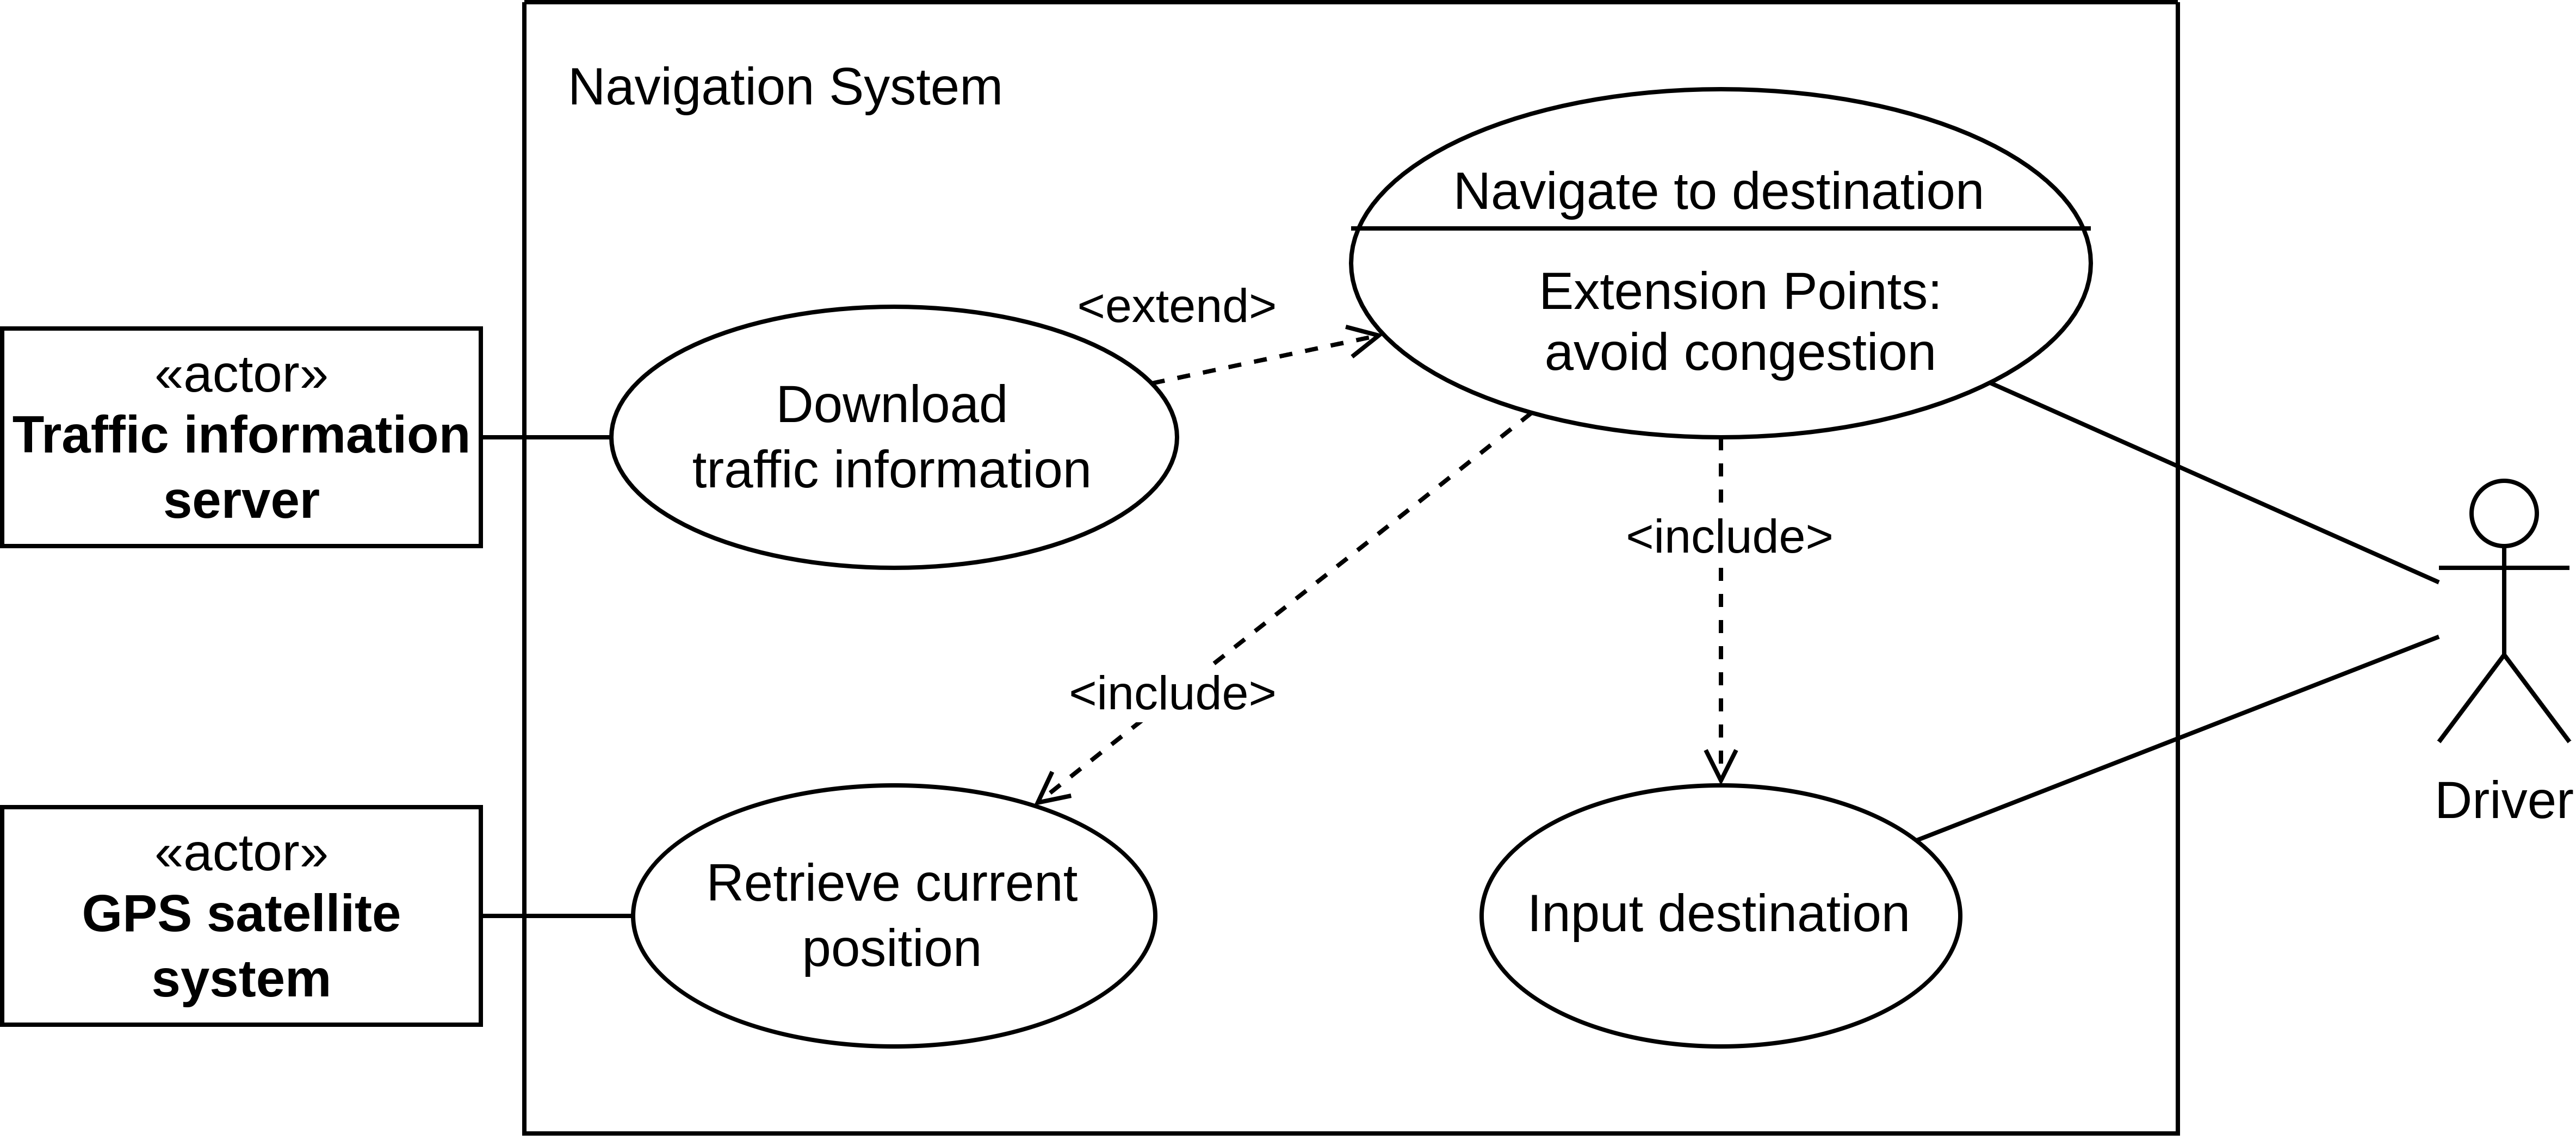 Navigation System
Navigate to destination
Extension Points:
avoid congestion
<extend>
«actor»
Traffic information
server
Download
traffic information
<include>
<include>
Driver
«actor»
GPS satellite
system
Retrieve current
position
Input destination